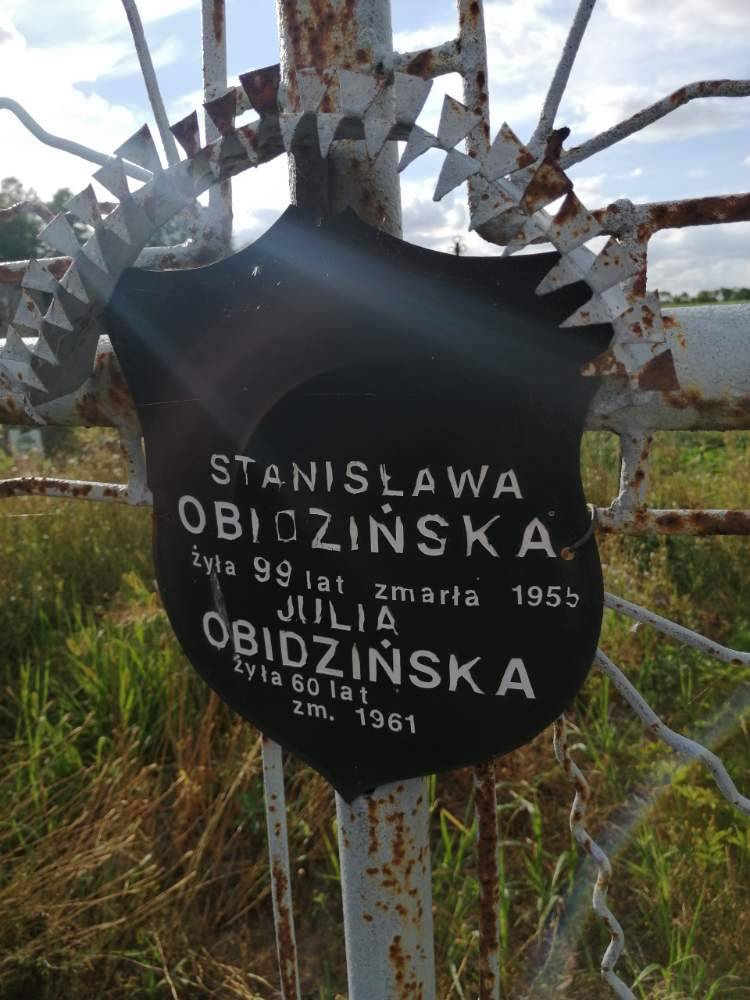 STANISŁAWA
OBIDZIŃSKA
żyła 99 lat zmarła 1955
JULIA
OBIDZIŃSKA
żyła 60 lat
zm. 1961